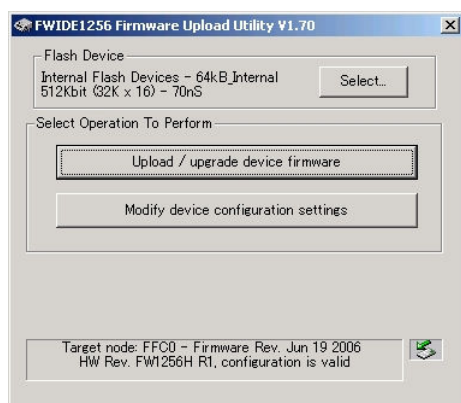 FWIDE1256 Firmware Upload Utility V1.70
Flash Device
Internal Flash Devices - 64kB_Internal
512Kbit (32K x 16) - 70nS
Select...
Select Operation To Perform
Upload / upgrade device firmware
Modify device configuration settings
Target node: FFC0 - Firmware Rev. Jun 19 2006
HW Rev. FW1256H R1, configuration is valid